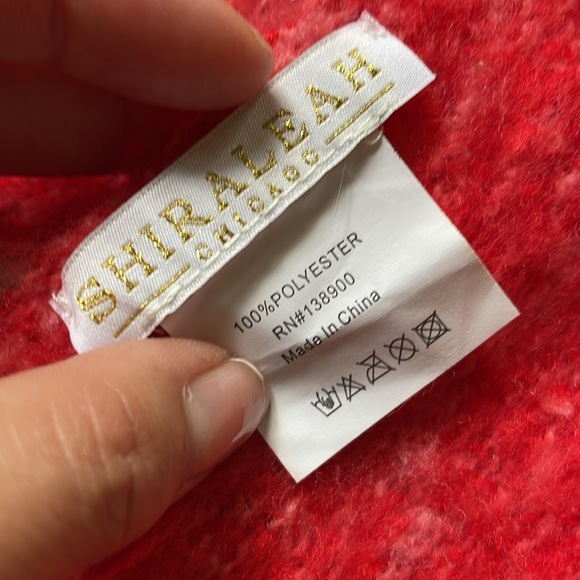 SHIRALEAH
CHICAGO
100%POLYESTER
RN#138900
Made In China